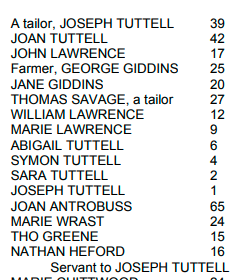 A tailor, JOSEPH TUTTELL 39
JOAN TUTTELL 42
JOHN LAWRENCE 17
Farmer, GEORGE GIDDINS 25
JANE GIDDINS 20
THOMAS SAVAGE, a tailor 27
WILLIAM LAWRENCE 12
MARIE LAWRENCE 9
ABIGAIL TUTTELL 6
SYMON TUTTELL 4
SARA TUTTELL 2
JOSEPH TUTTELL 1
JOAN ANTROBUSS 65
MARIE WRAST 24
THO GREENE 15
NATHAN HEFORD 16
Servant to JOSEPH TUTTELL